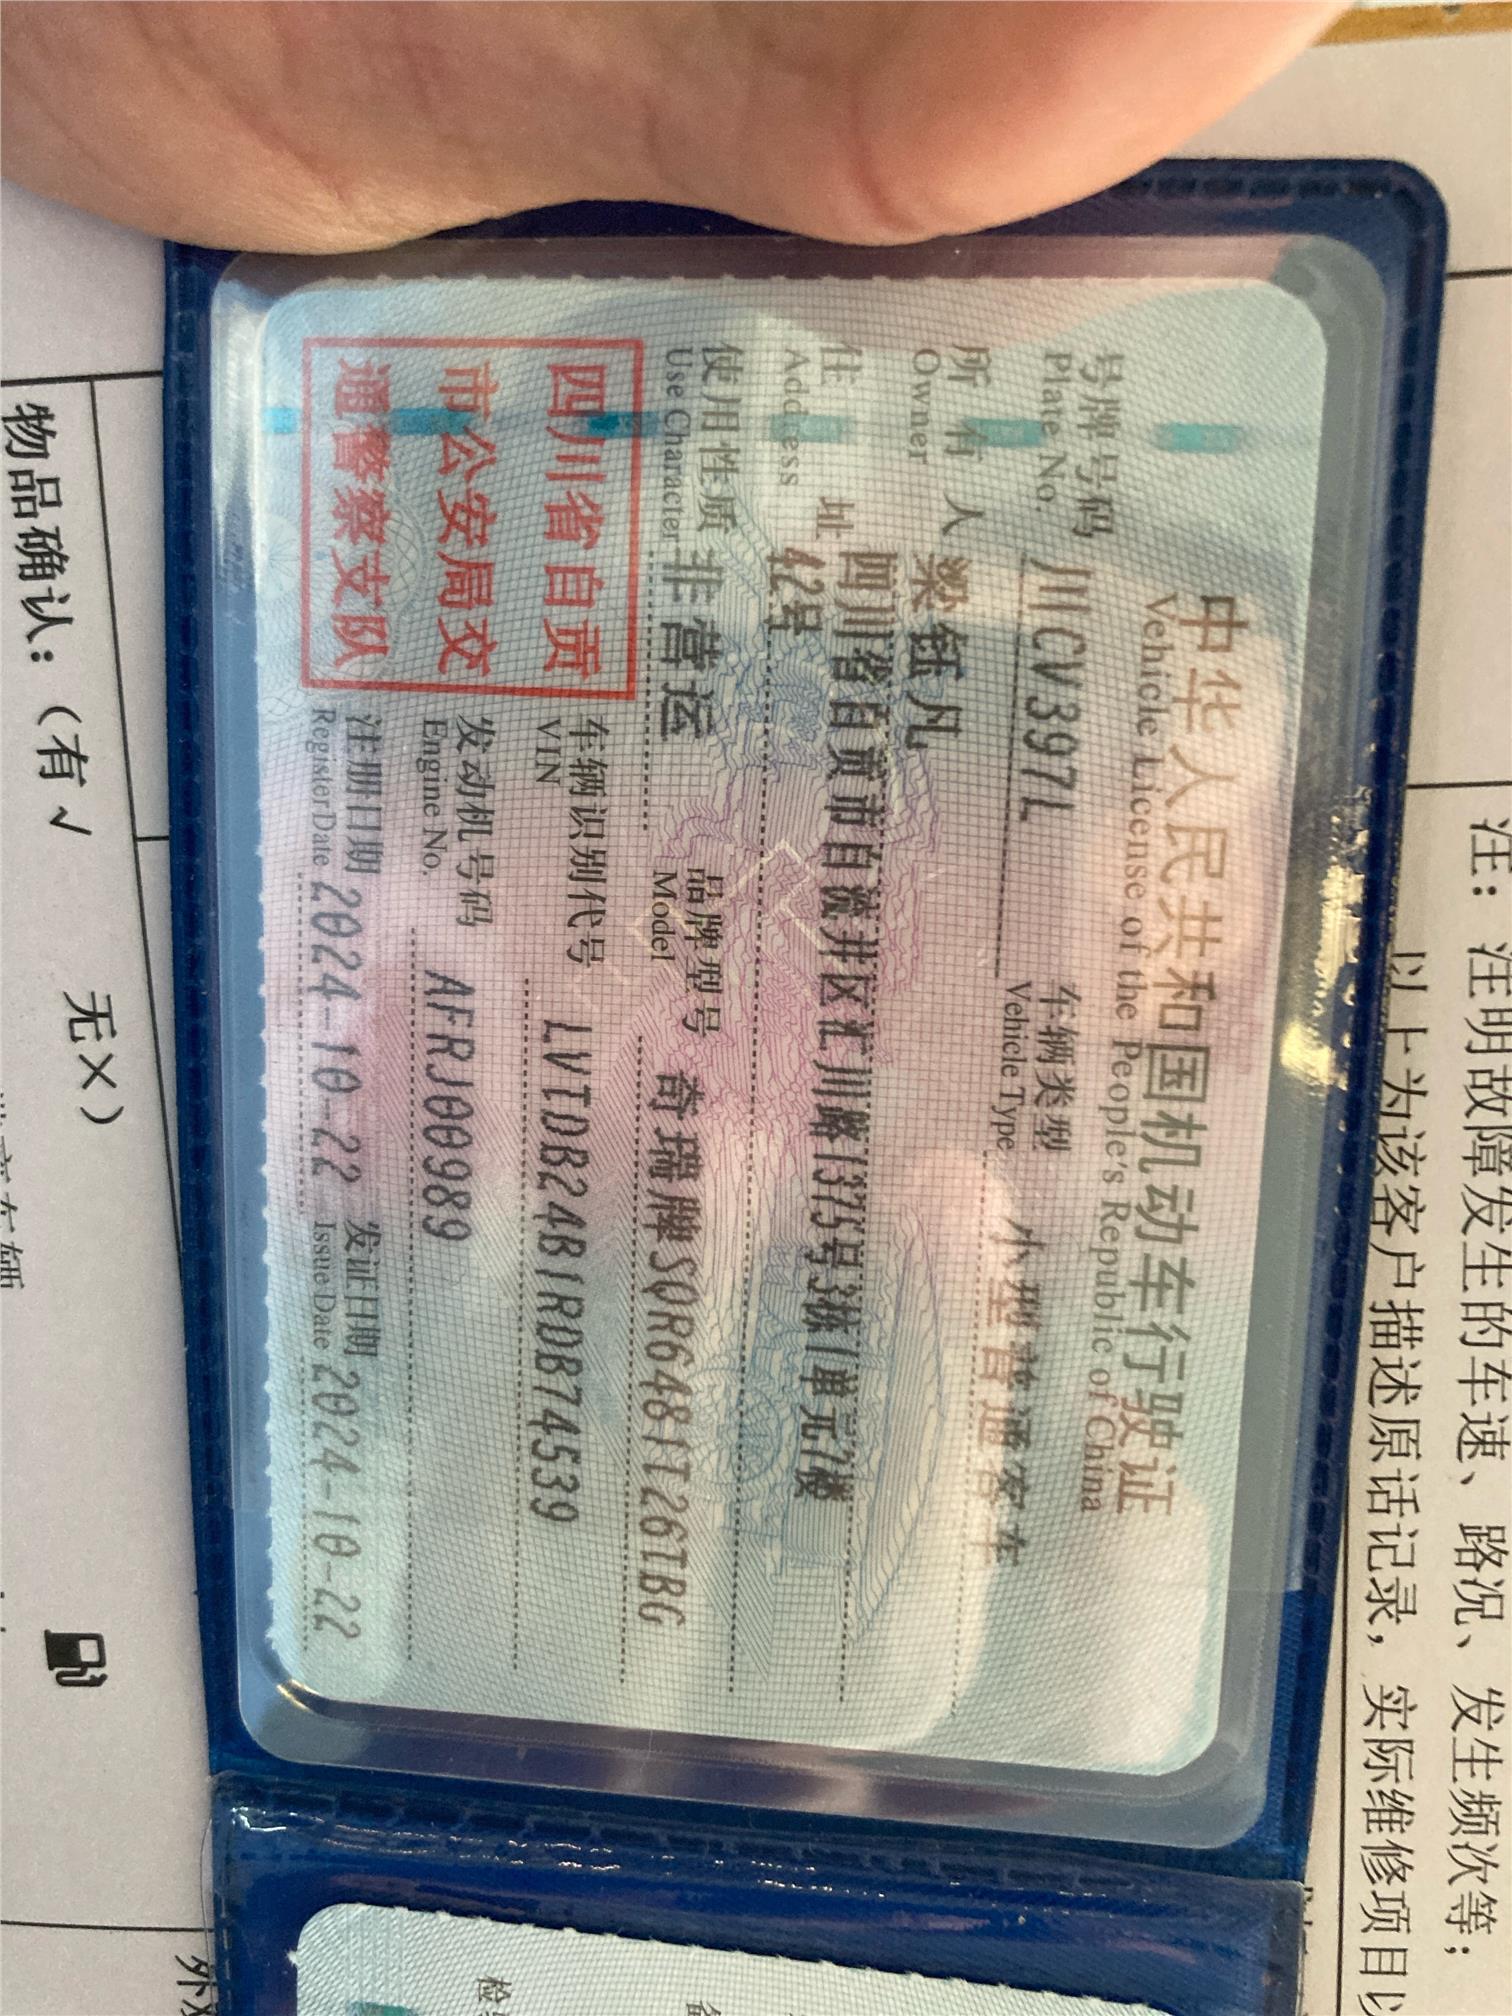 中华人民共和国机动车行驶证
Vehicle License of the People's Republic of China
号牌号码 川CV397L 车辆类型 小型普通客车
Plate No. Vehicle Type
所有人 梁钰凡
Owner
住址 四川省自贡市自流井区汇川路1375号3栋1单元7楼
42号
Address
使用性质 非营运 品牌型号 奇瑞牌SQR6481T26TBG
Use Character Model
四川省自贡
市公安局交
通警察支队
车辆识别代号 LVTDB24B1RDB74539
VIN
发动机号码 AFRJ00989
Engine No.
注册日期 2024-10-22 发证日期 2024-10-22
Register Date Issue Date
注：注明故障发生的车速、路况、发生频次等；
以上为该客户描述原话记录，实际维修项目以
物品确认：（有√ 无×）